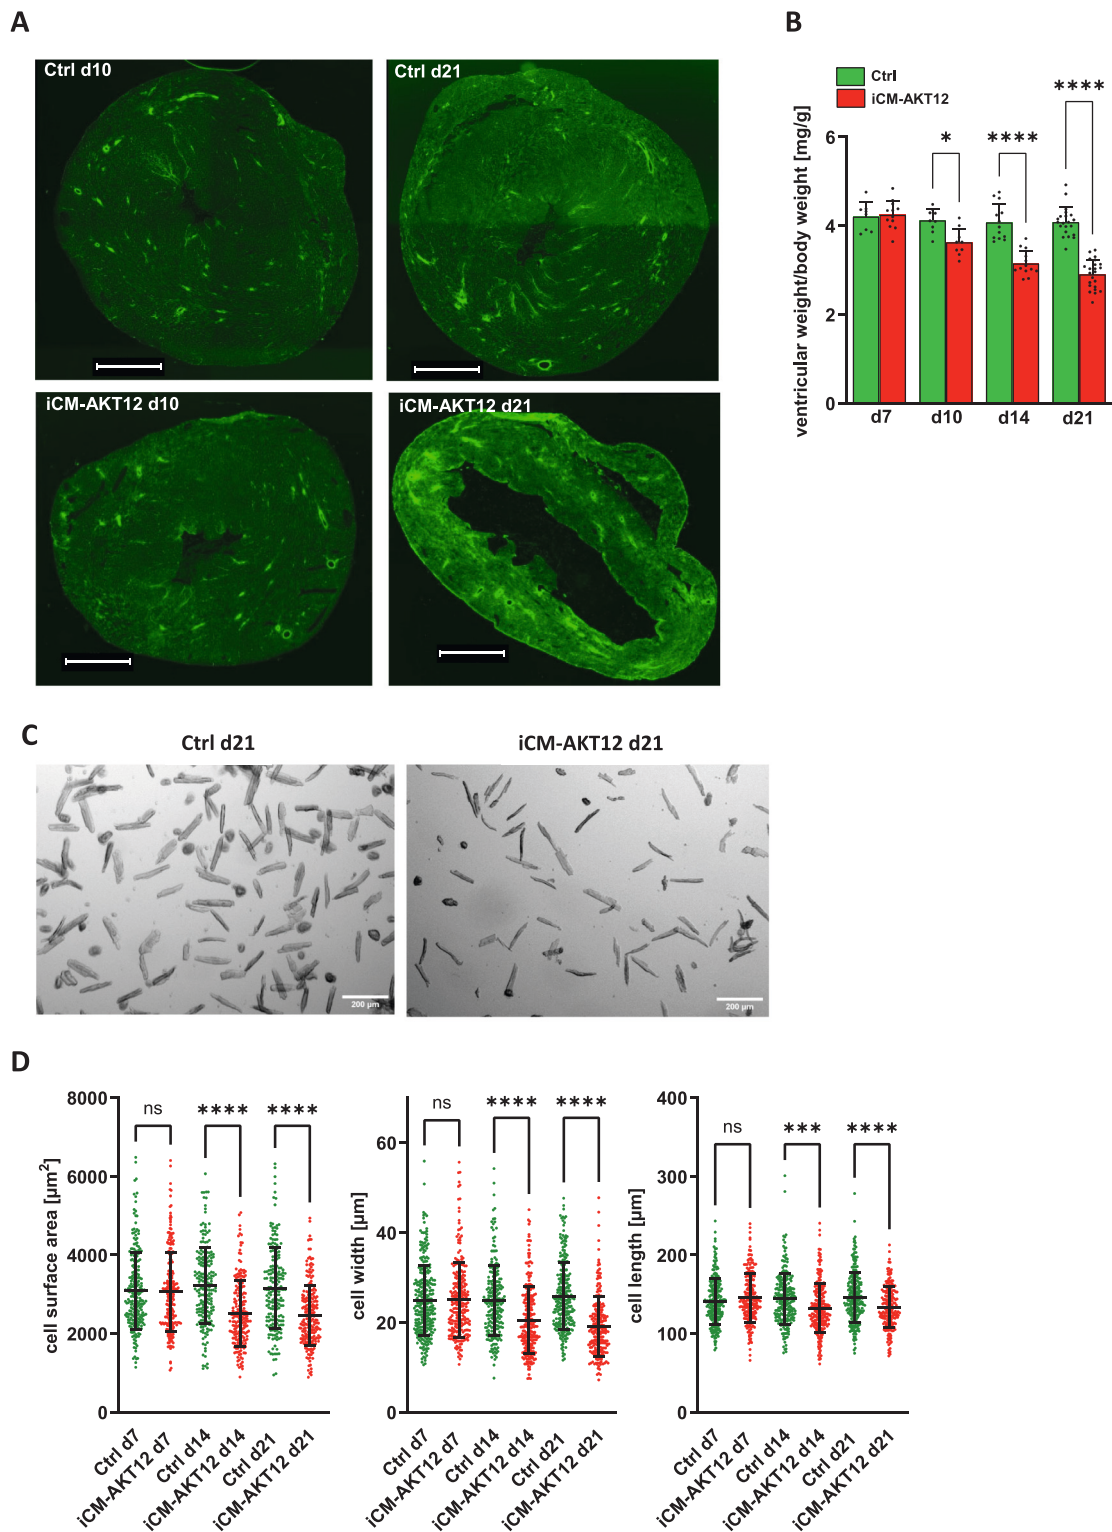 A
Ctrl d10
Ctrl d21
iCM-AKT12 d10
iCM-AKT12 d21
B
Ctrl
iCM-AKT12
ventricular weight/body weight [mg/g]
6
4
2
0
* **** ****
d7 d10 d14 d21
C
Ctrl d21
iCM-AKT12 d21
200 µm
200 µm
D
cell surface area [µm²]
8000
6000
4000
2000
0
ns **** ****
Ctrl d7
iCM-AKT12 d7
Ctrl d14
iCM-AKT12 d14
Ctrl d21
iCM-AKT12 d21
cell width [µm]
60
40
20
0
ns **** ****
Ctrl d7
iCM-AKT12 d7
Ctrl d14
iCM-AKT12 d14
Ctrl d21
iCM-AKT12 d21
cell length [µm]
400
300
200
100
0
ns *** ****
Ctrl d7
iCM-AKT12 d7
Ctrl d14
iCM-AKT12 d14
Ctrl d21
iCM-AKT12 d21